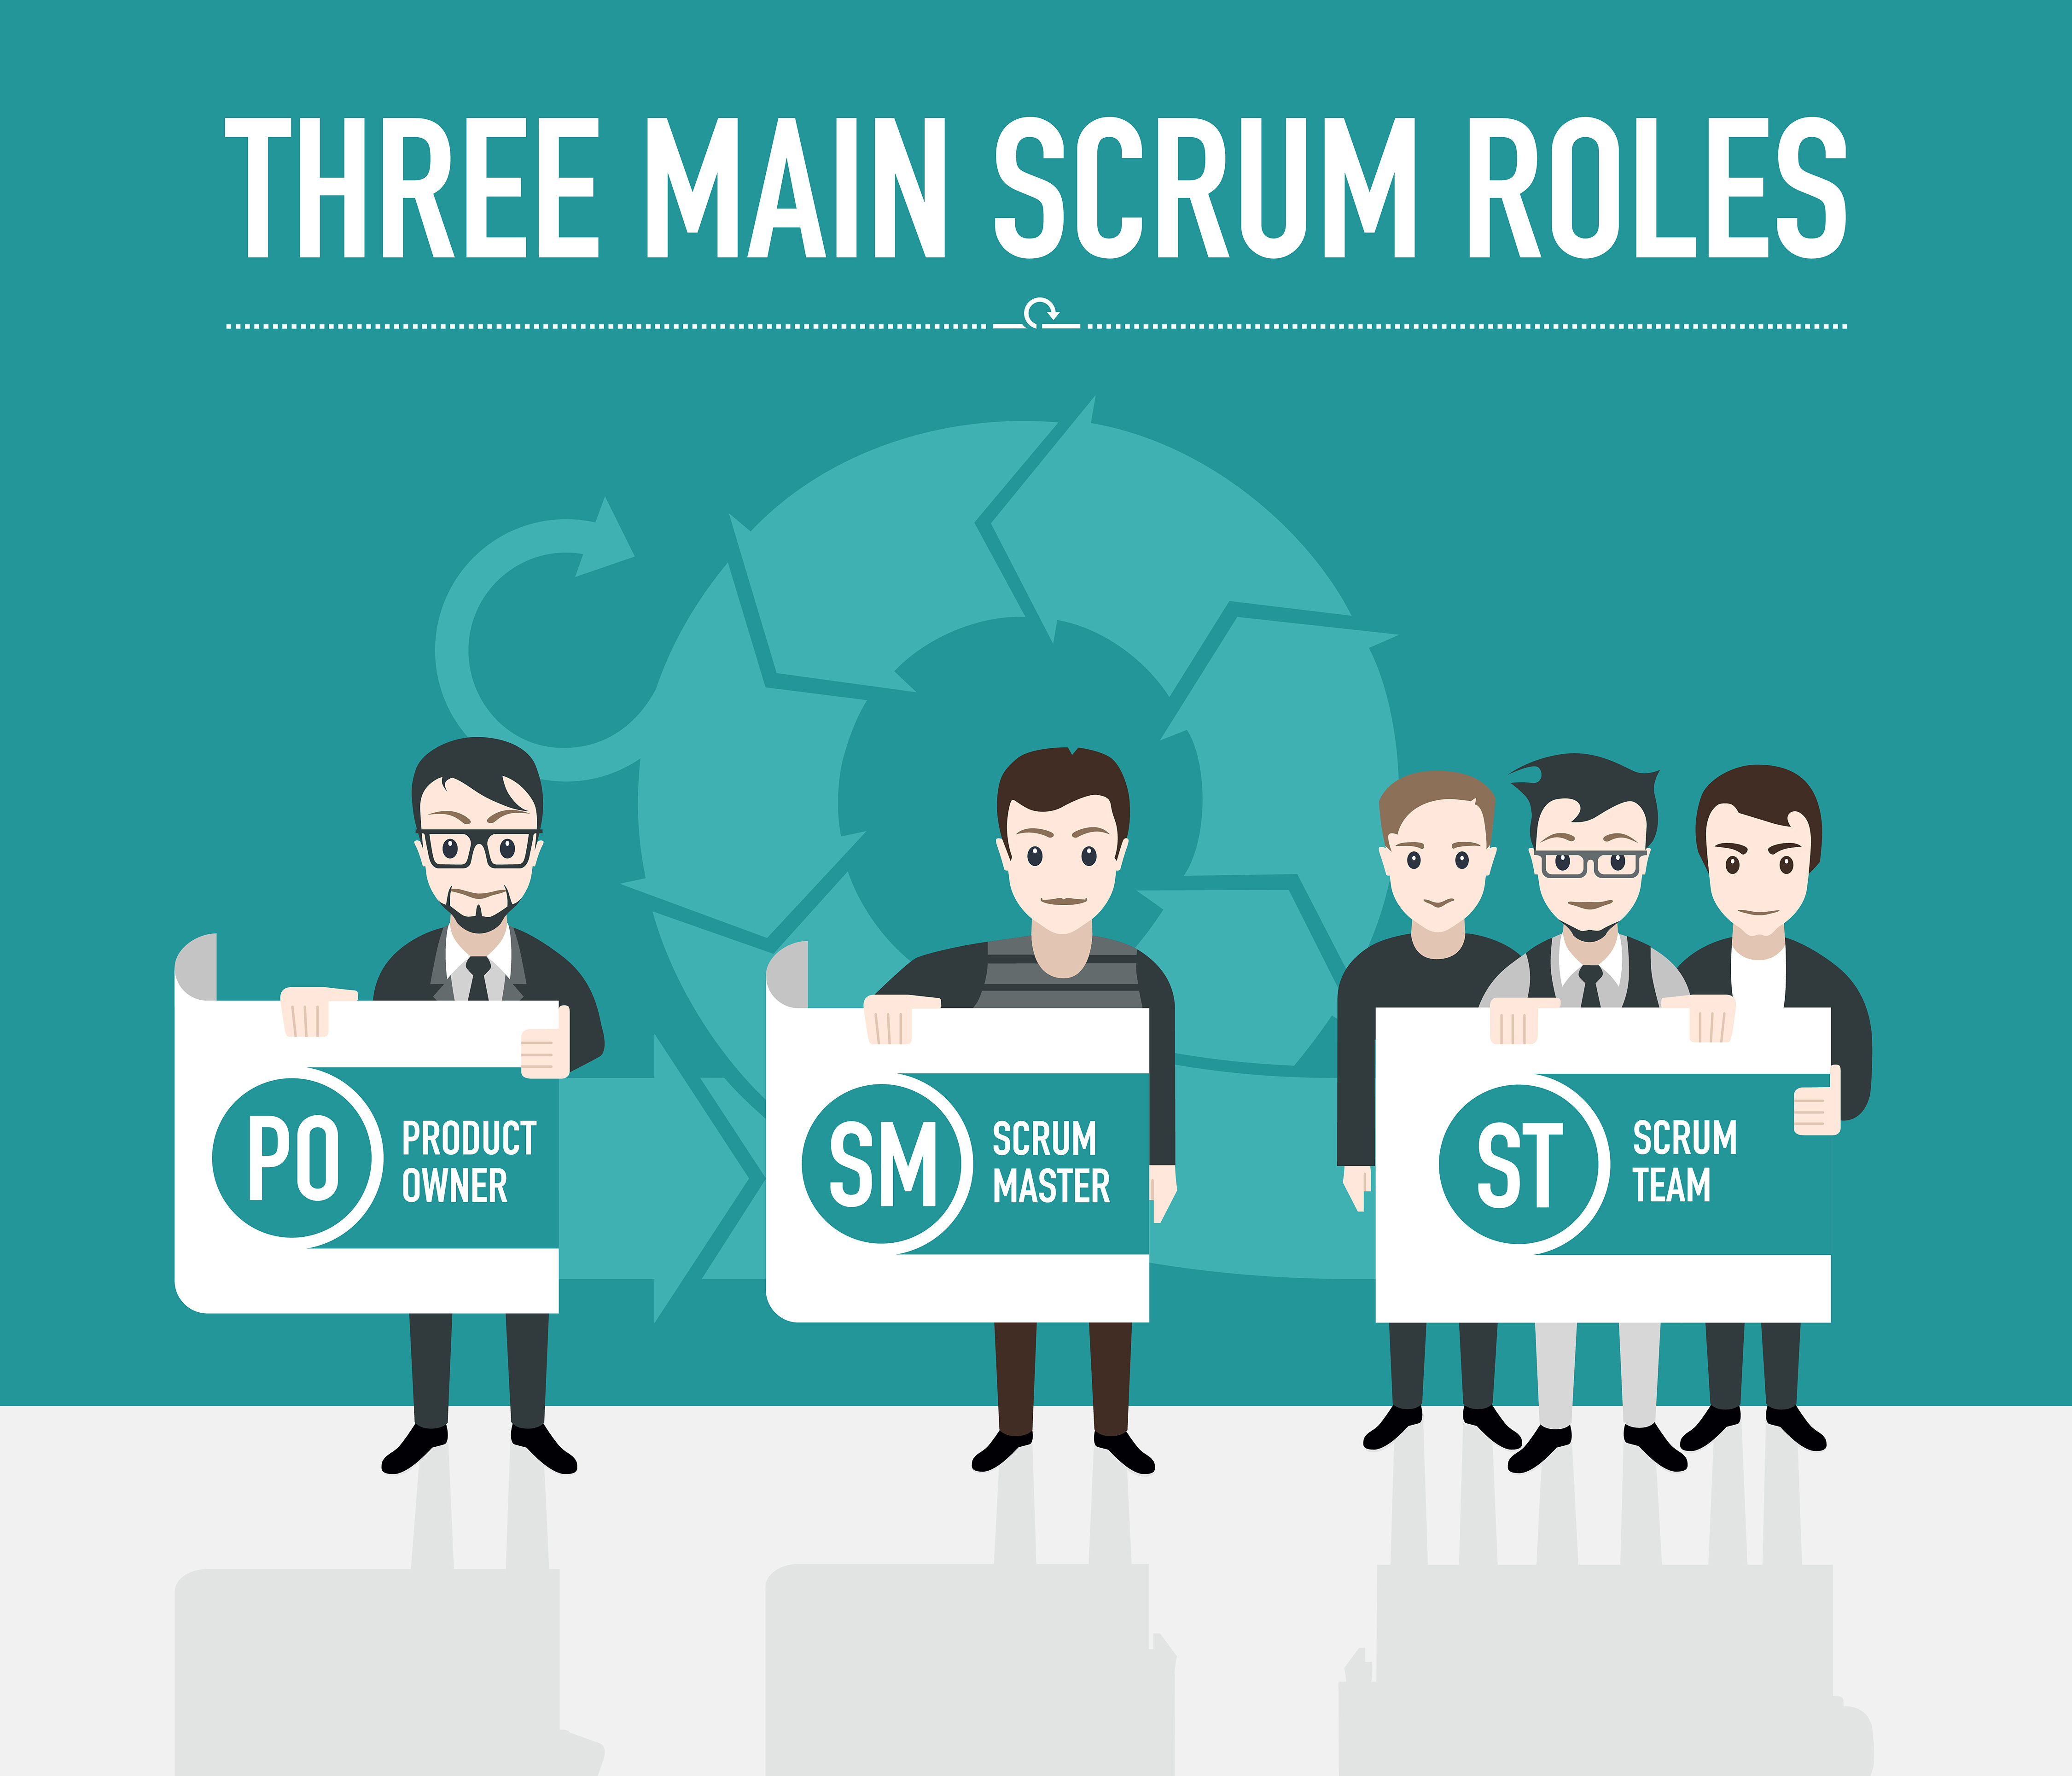 THREE MAIN SCRUM ROLES
PO
PRODUCT
OWNER
SM
SCRUM
MASTER
ST
SCRUM
TEAM